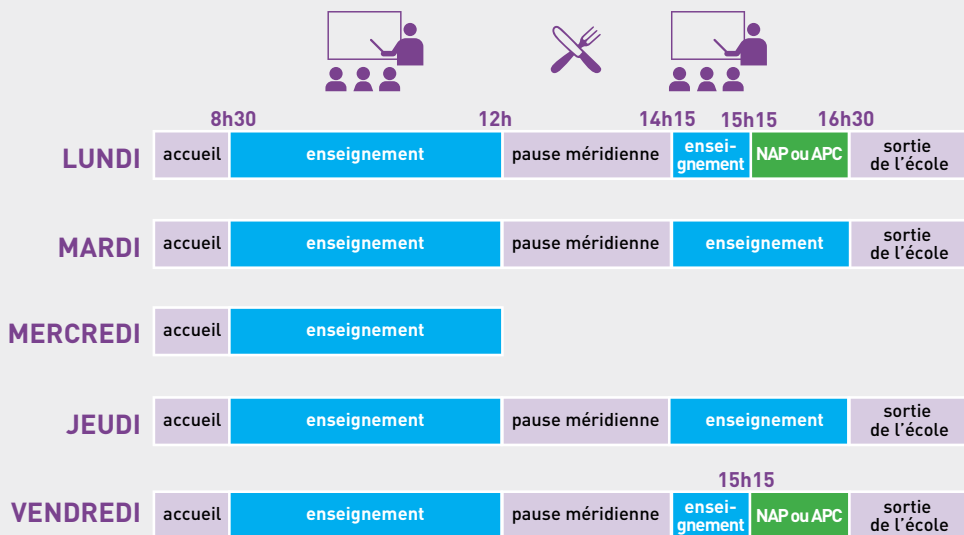 8h30 12h 14h15 15h15 16h30
LUNDI accueil enseignement pause méridienne ensei-
gnement NAP ou APC sortie
de l'école
MARDI accueil enseignement pause méridienne enseignement sortie
de l'école
MERCREDI accueil enseignement
JEUDI accueil enseignement pause méridienne enseignement sortie
de l'école
15h15
VENDREDI accueil enseignement pause méridienne ensei-
gnement NAP ou APC sortie
de l'école